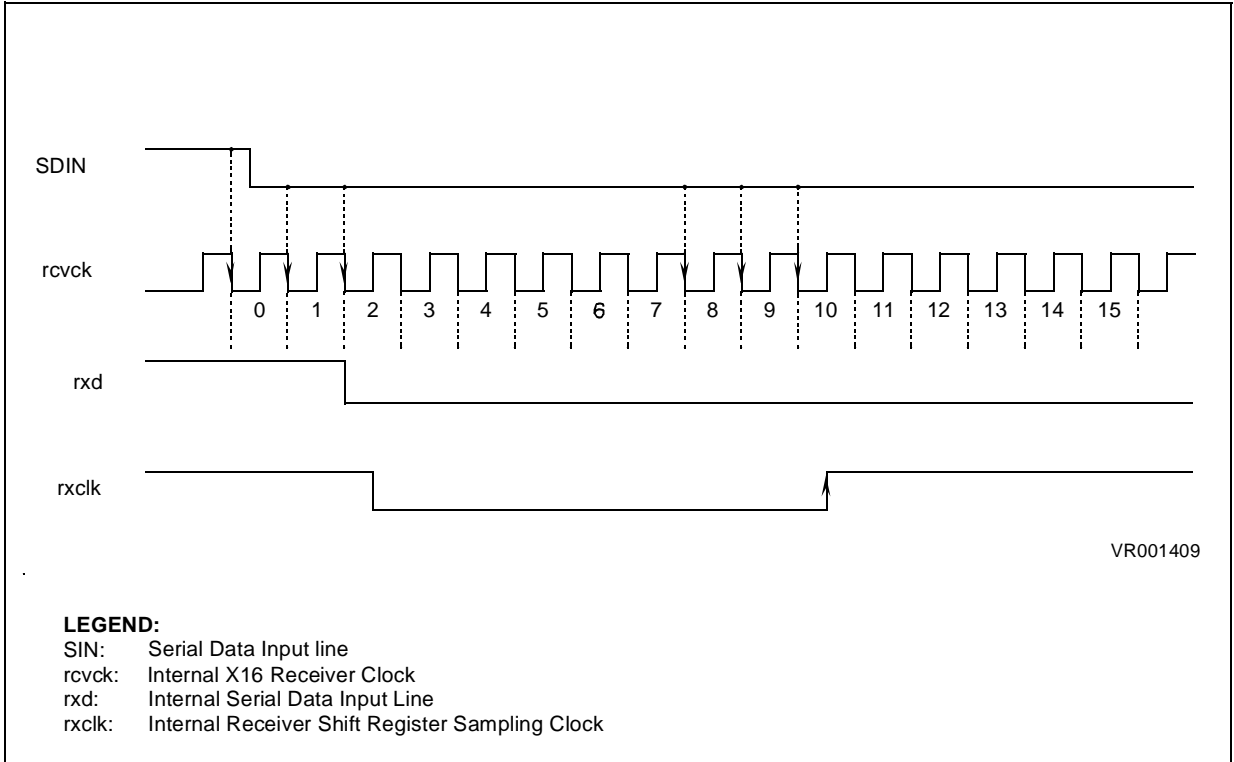 SDIN
rcvck
0 1 2 3 4 5 6 7 8 9 10 11 12 13 14 15
rxd
rxclk
VR001409
LEGEND:
SIN: Serial Data Input line
rcvck: Internal X16 Receiver Clock
rxd: Internal Serial Data Input Line
rxclk: Internal Receiver Shift Register Sampling Clock